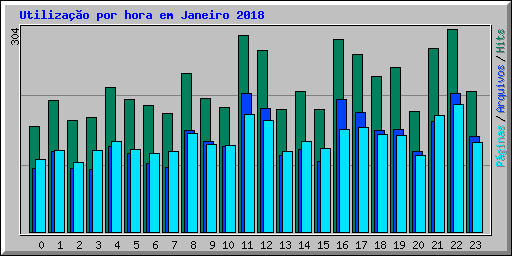 Utilização por hora em Janeiro 2018
304
Páginas / Arquivos / Hits
0 1 2 3 4 5 6 7 8 9 10 11 12 13 14 15 16 17 18 19 20 21 22 23